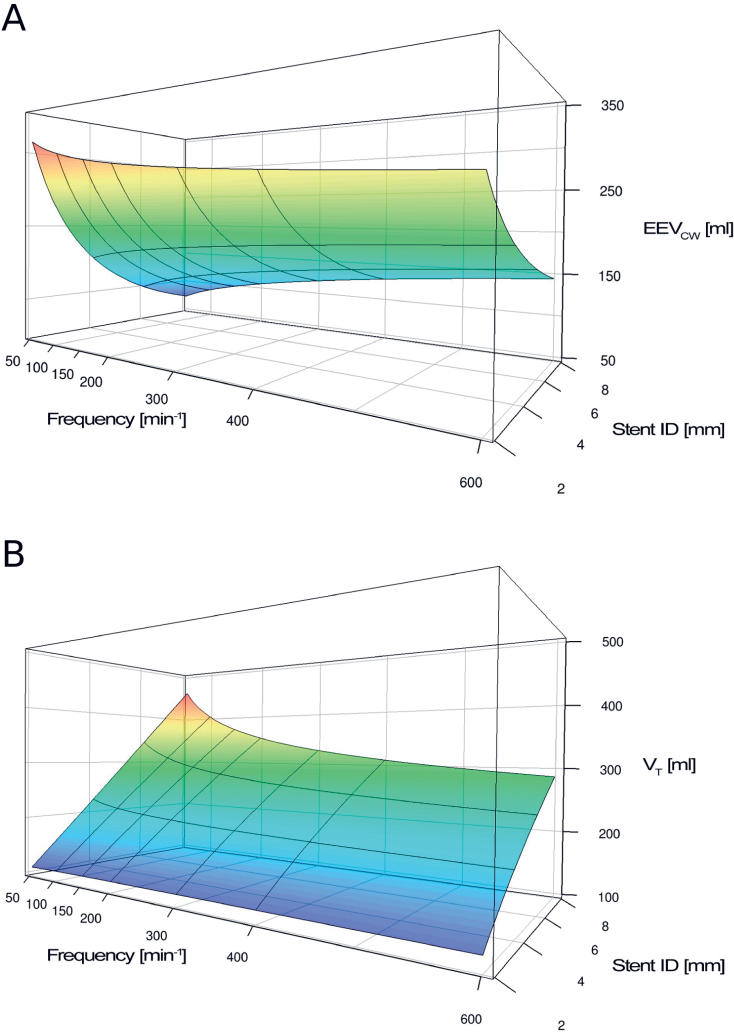 A
350
250
EEV_CW [ml]
150
50
50 100 150 200 300 400 600
Frequency [min⁻¹]
8
6
4
2
Stent ID [mm]
B
500
400
300
V_T [ml]
200
100
50 100 150 200 300 400 600
Frequency [min⁻¹]
8
6
4
2
Stent ID [mm]